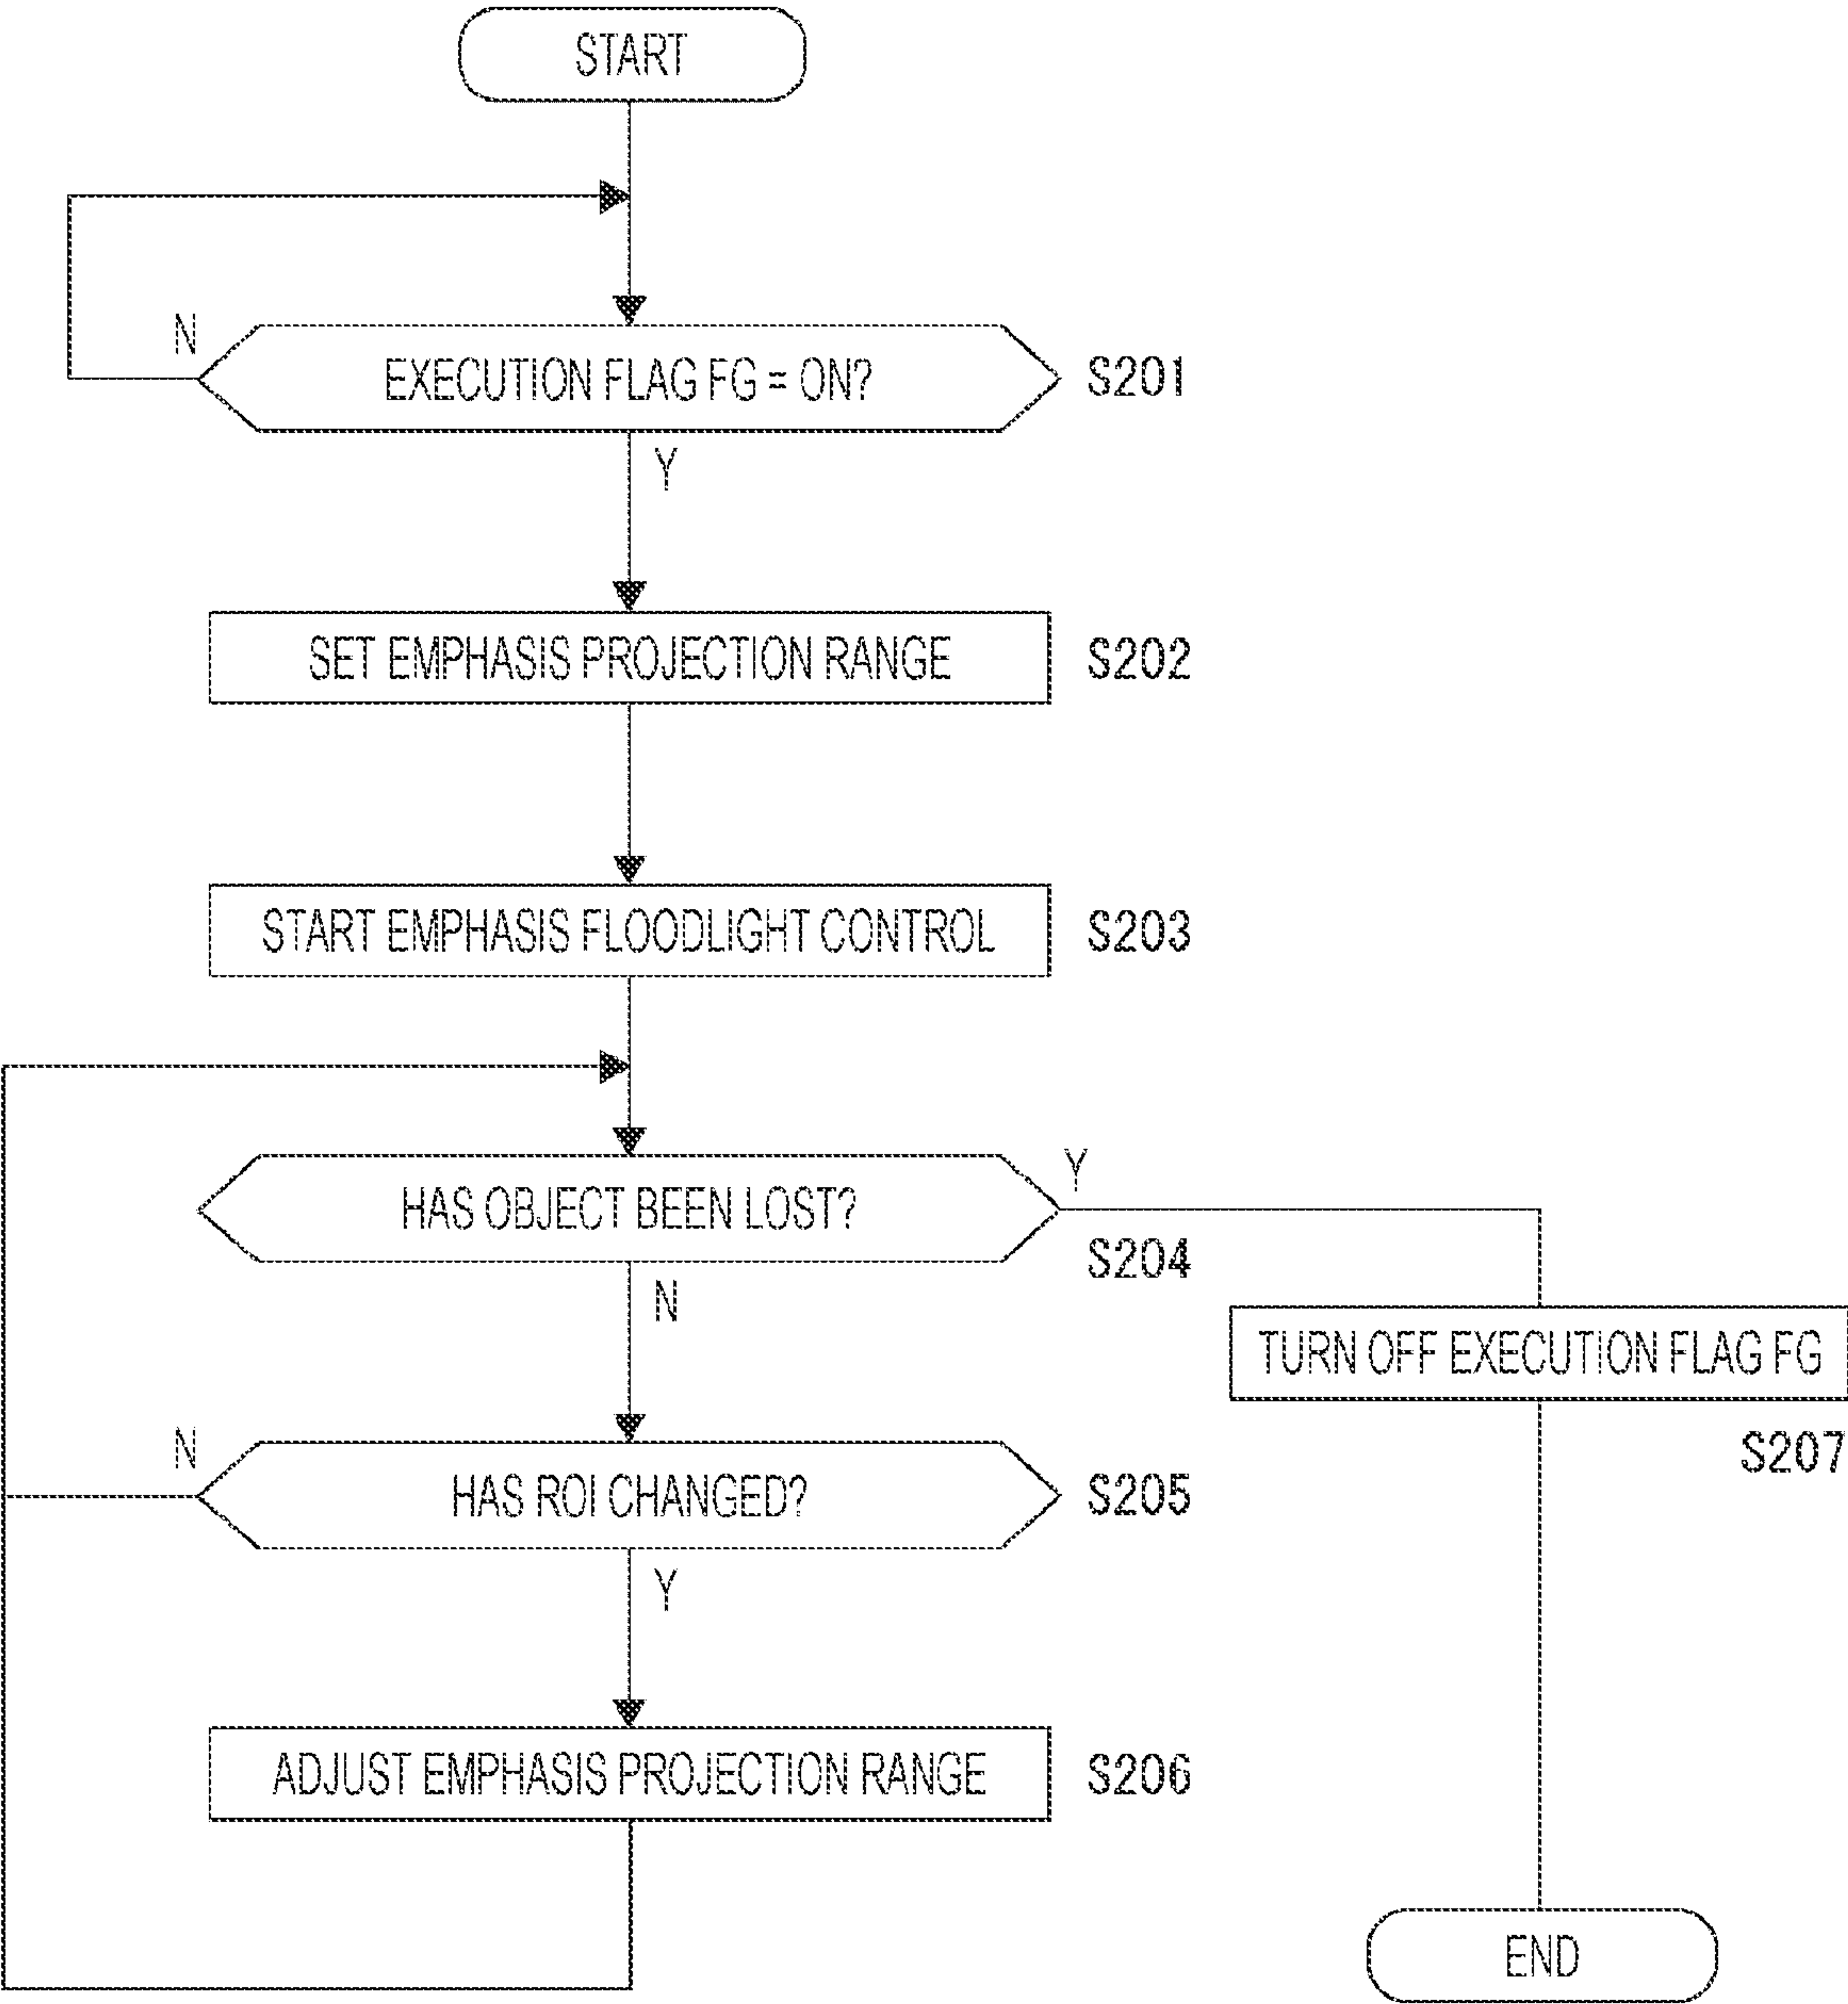 START
N
EXECUTION FLAG FG = ON?
S201
Y
SET EMPHASIS PROJECTION RANGE
S202
START EMPHASIS FLOODLIGHT CONTROL
S203
HAS OBJECT BEEN LOST?
Y
S204
N
TURN OFF EXECUTION FLAG FG
S207
N
HAS ROI CHANGED?
S205
Y
ADJUST EMPHASIS PROJECTION RANGE
S206
END